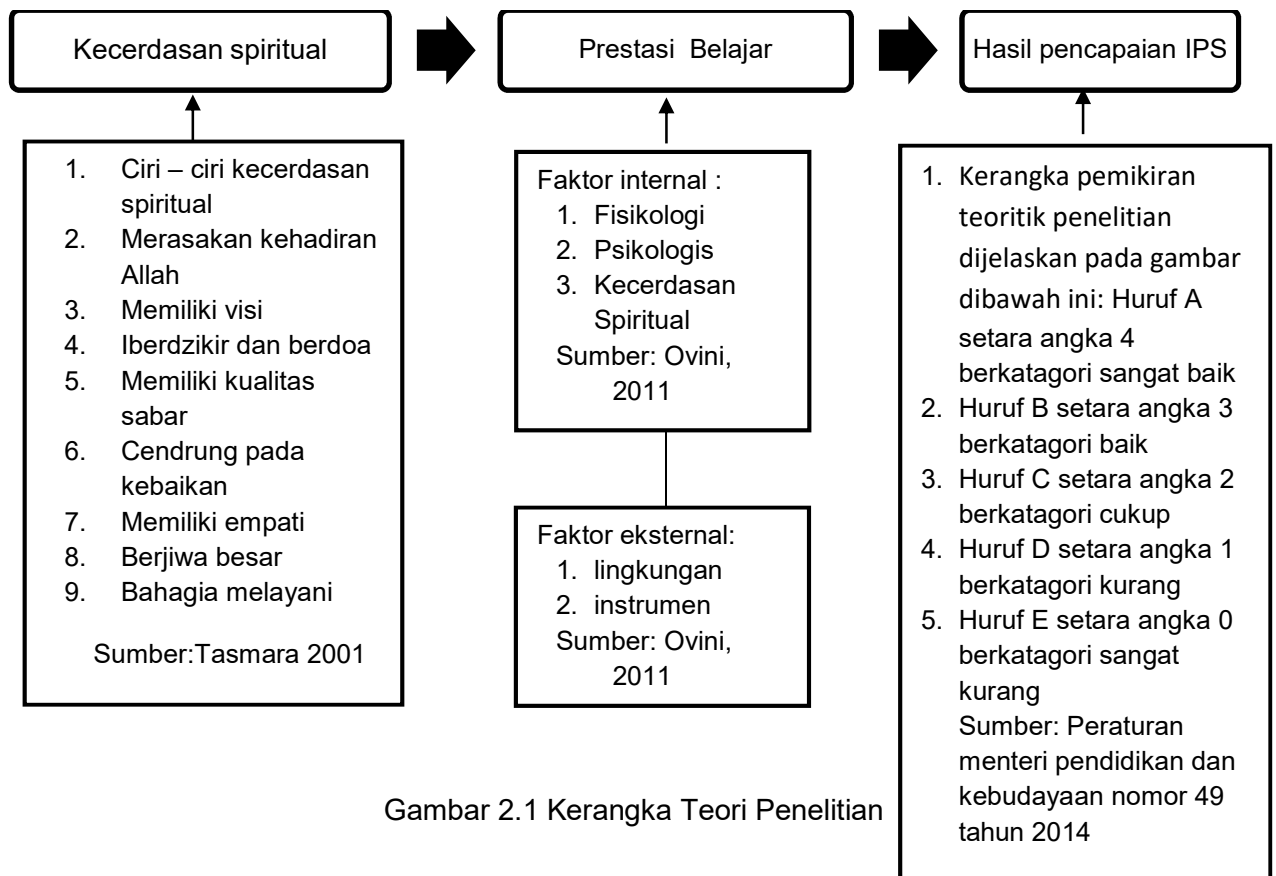 Kecerdasan spiritual
Prestasi Belajar
Hasil pencapaian IPS
1. Ciri – ciri kecerdasan
spiritual
2. Merasakan kehadiran
Allah
3. Memiliki visi
4. Iberdzikir dan berdoa
5. Memiliki kualitas
sabar
6. Cendrung pada
kebaikan
7. Memiliki empati
8. Berjiwa besar
9. Bahagia melayani
Sumber:Tasmara 2001
Faktor internal :
1. Fisikologi
2. Psikologis
3. Kecerdasan
Spiritual
Sumber: Ovini,
2011
Faktor eksternal:
1. lingkungan
2. instrumen
Sumber: Ovini,
2011
1. Kerangka pemikiran
teoritik penelitian
dijelaskan pada gambar
dibawah ini: Huruf A
setara angka 4
berkatagori sangat baik
2. Huruf B setara angka 3
berkatagori baik
3. Huruf C setara angka 2
berkatagori cukup
4. Huruf D setara angka 1
berkatagori kurang
5. Huruf E setara angka 0
berkatagori sangat
kurang
Sumber: Peraturan
menteri pendidikan dan
kebudayaan nomor 49
tahun 2014
Gambar 2.1 Kerangka Teori Penelitian